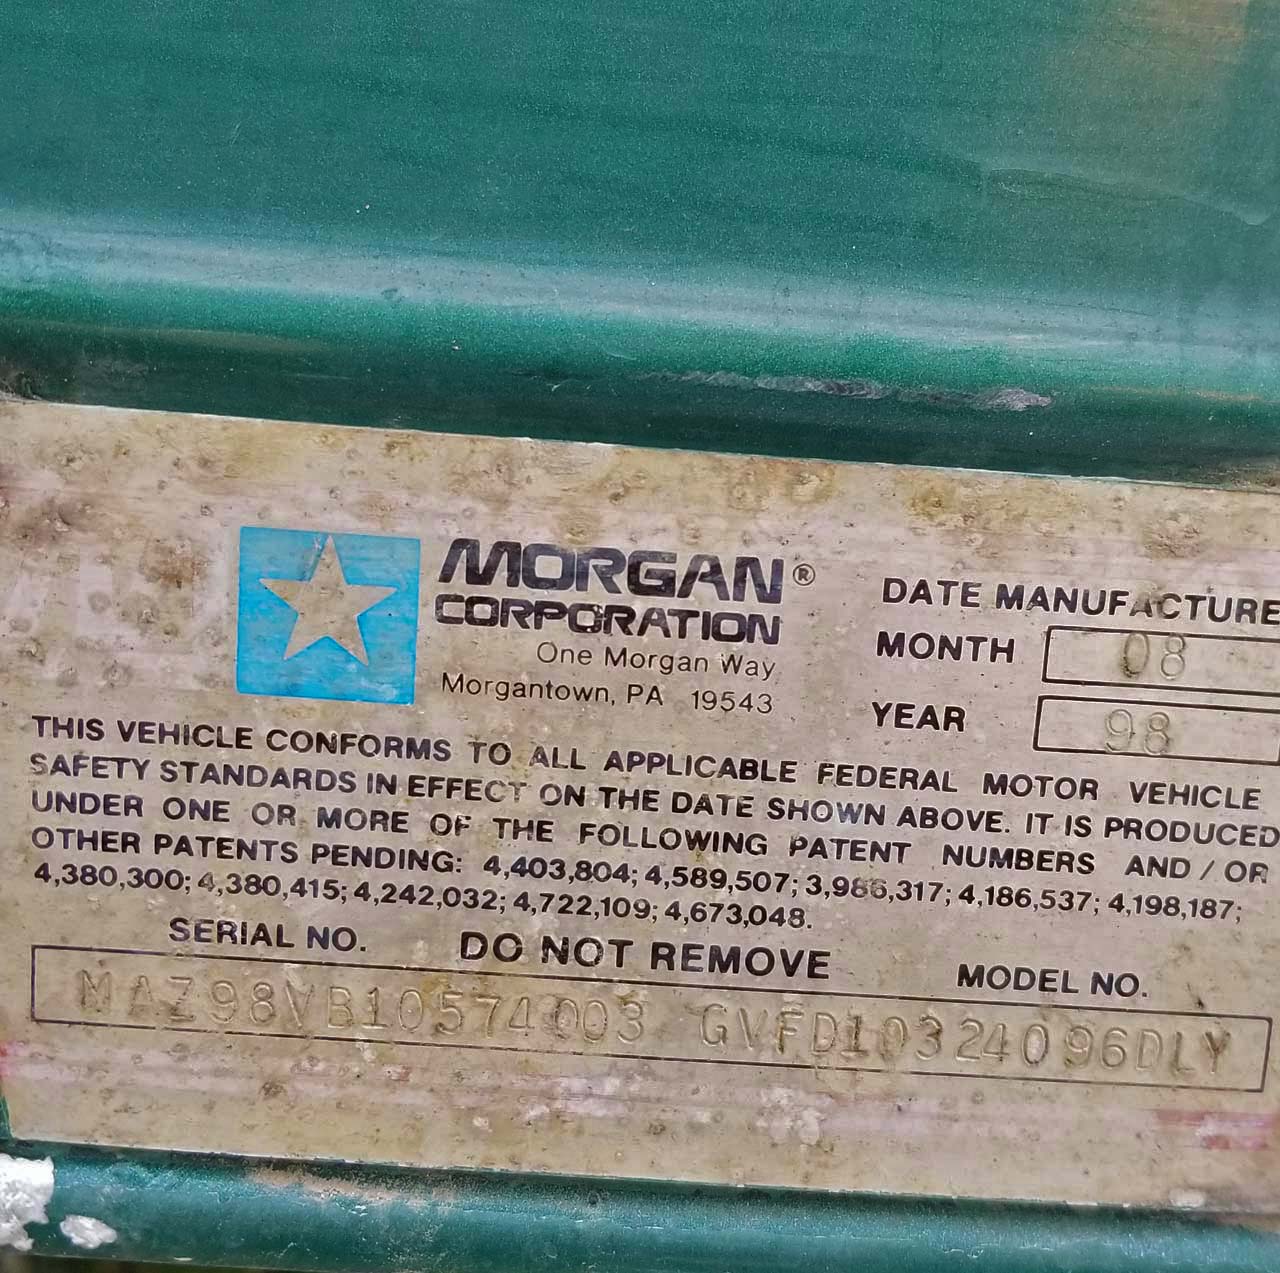 MORGAN®
CORPORATION
One Morgan Way
Morgantown, PA 19543
DATE MANUFACTURE
MONTH 08
YEAR 98
THIS VEHICLE CONFORMS TO ALL APPLICABLE FEDERAL MOTOR VEHICLE
SAFETY STANDARDS IN EFFECT ON THE DATE SHOWN ABOVE. IT IS PRODUCED
UNDER ONE OR MORE OF THE FOLLOWING PATENT NUMBERS AND / OR
OTHER PATENTS PENDING: 4,403,804; 4,589,507; 3,986,317; 4,186,537; 4,198,187;
4,380,300; 4,380,415; 4,242,032; 4,722,109; 4,673,048.
SERIAL NO. DO NOT REMOVE MODEL NO.
MAZ98VB10574003 GVFD10324096DLY